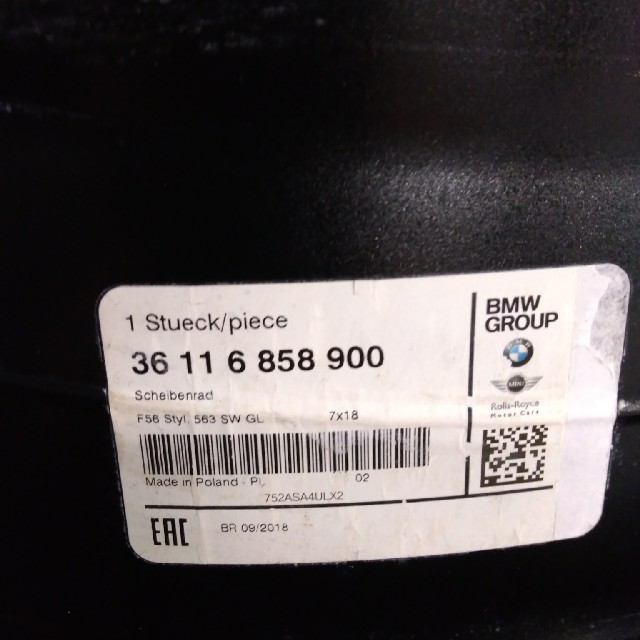 1 Stueck/piece
36 11 6 858 900
Scheibenrad
F56 Styl. 563 SW GL 7x18
Made in Poland - PL 02
752ASA4ULX2
EAC BR 09/2018
BMW
GROUP
MINI
Rolls-Royce
Motor Cars